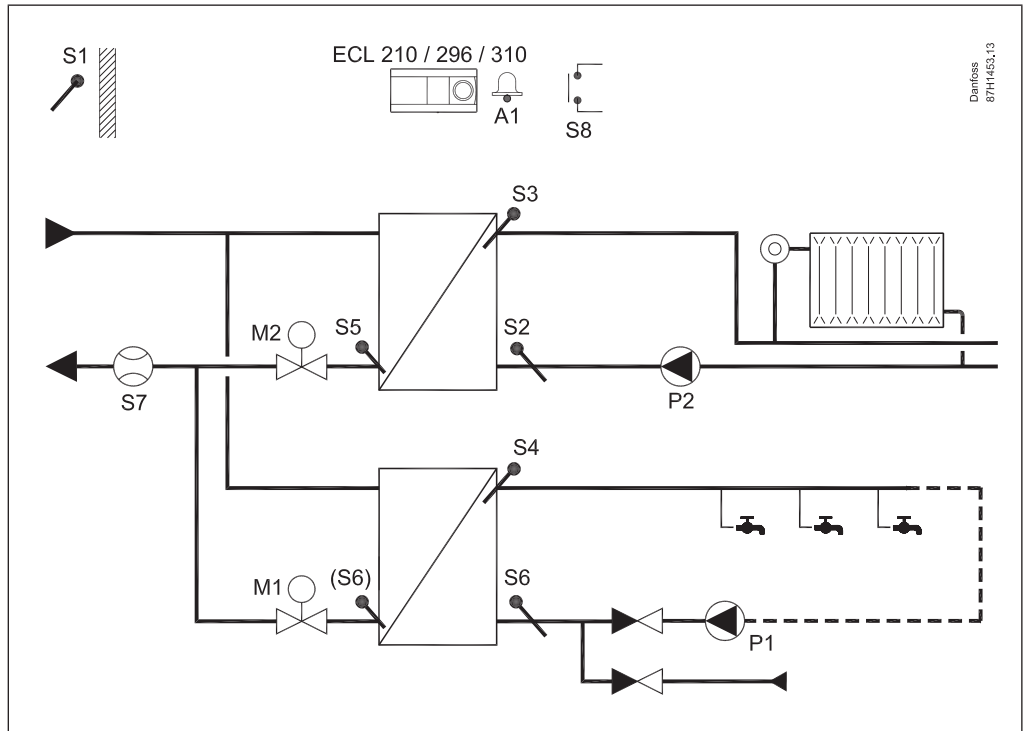 S1
ECL 210 / 296 / 310
A1
S8
Danfoss
87H1453.13
S3
M2
S5
S2
S7
P2
S4
M1
(S6)
S6
P1